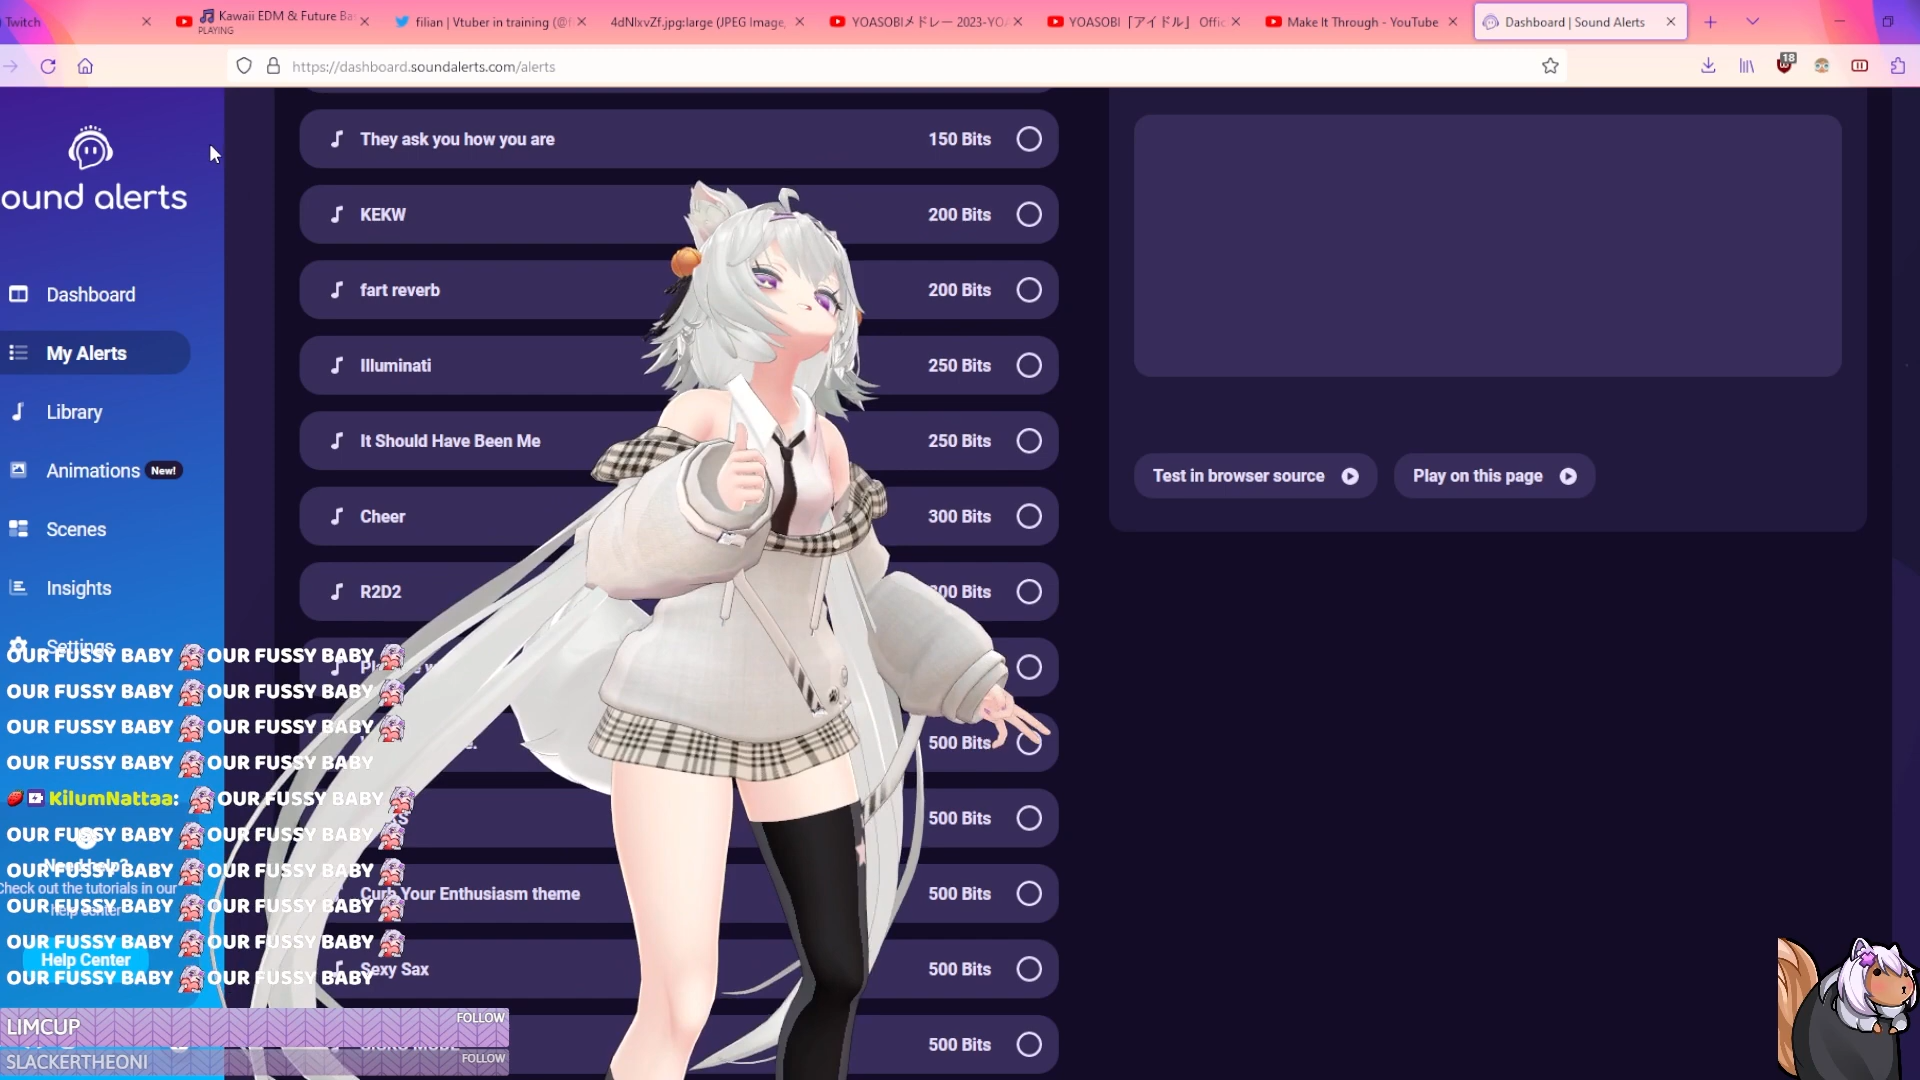 Twitch
Kawaii EDM & Future Ba
PLAYING
filian | Vtuber in training (@f
4dNlxvZf.jpg:large (JPEG Image,
YOASOBIメドレー 2023-YO
YOASOBI「アイドル」 Offic
Make It Through - YouTube
Dashboard | Sound Alerts
https://dashboard.soundalerts.com/alerts
18
ound alerts
Dashboard
My Alerts
Library
Animations New!
Scenes
Insights
Settings
They ask you how you are 150 Bits
KEKW 200 Bits
fart reverb 200 Bits
Illuminati 250 Bits
It Should Have Been Me 250 Bits
Cheer 300 Bits
R2D2 00 Bits
500 Bits
500 Bits
Curb Your Enthusiasm theme 500 Bits
Sexy Sax 500 Bits
500 Bits
Test in browser source
Play on this page
OUR FUSSY BABY OUR FUSSY BABY
OUR FUSSY BABY OUR FUSSY BABY
OUR FUSSY BABY OUR FUSSY BABY
OUR FUSSY BABY OUR FUSSY BABY
KilumNattaa: OUR FUSSY BABY
OUR FUSSY BABY OUR FUSSY BABY
OUR FUSSY BABY OUR FUSSY BABY
OUR FUSSY BABY OUR FUSSY BABY
OUR FUSSY BABY OUR FUSSY BABY
OUR FUSSY BABY OUR FUSSY BABY
Need help?
Check out the tutorials in our
help center
Help Center
LIMCUP FOLLOW
SLACKERTHEONI FOLLOW